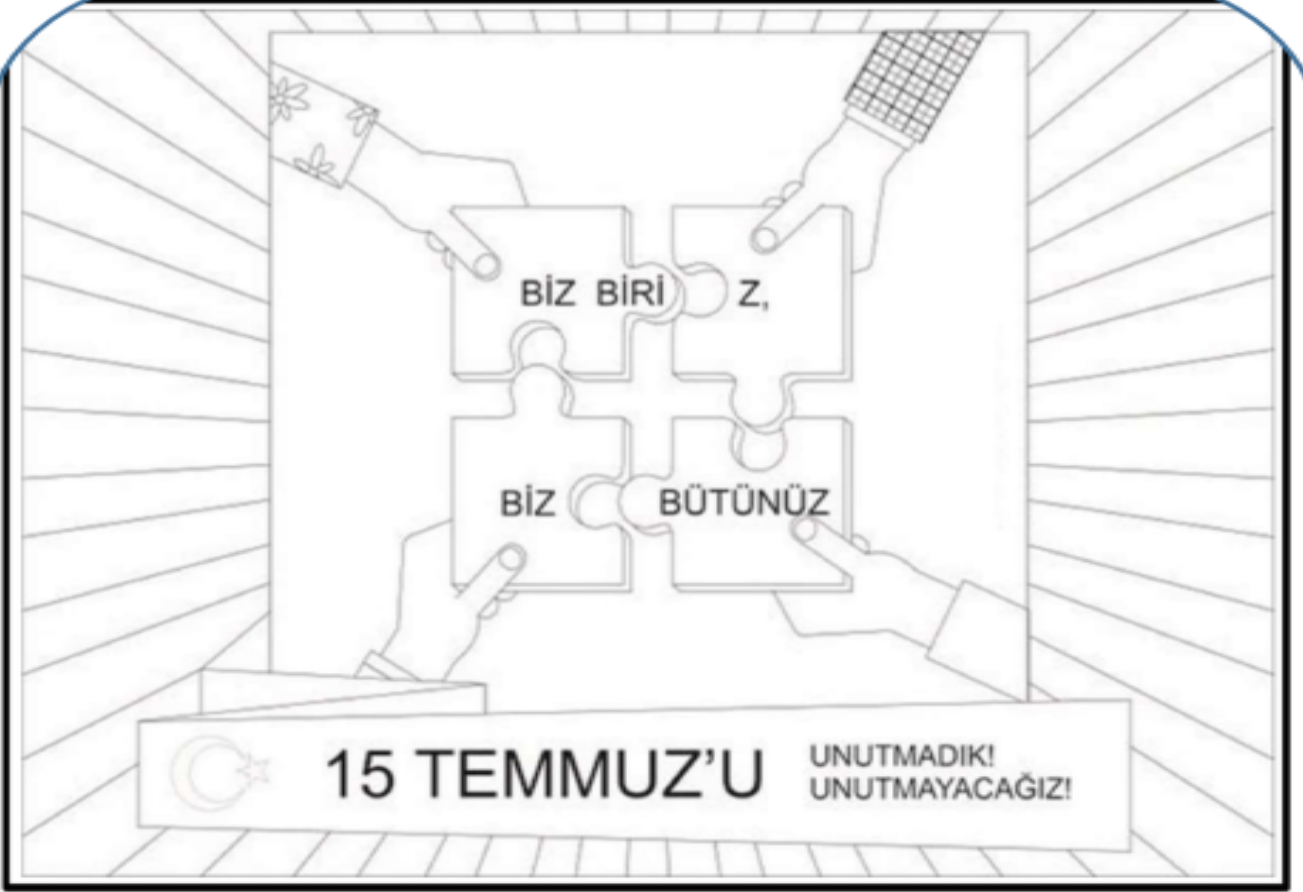 BİZ BİRİ Z,
BİZ BÜTÜNÜZ
15 TEMMUZ'U
UNUTMADIK!
UNUTMAYACAĞIZ!